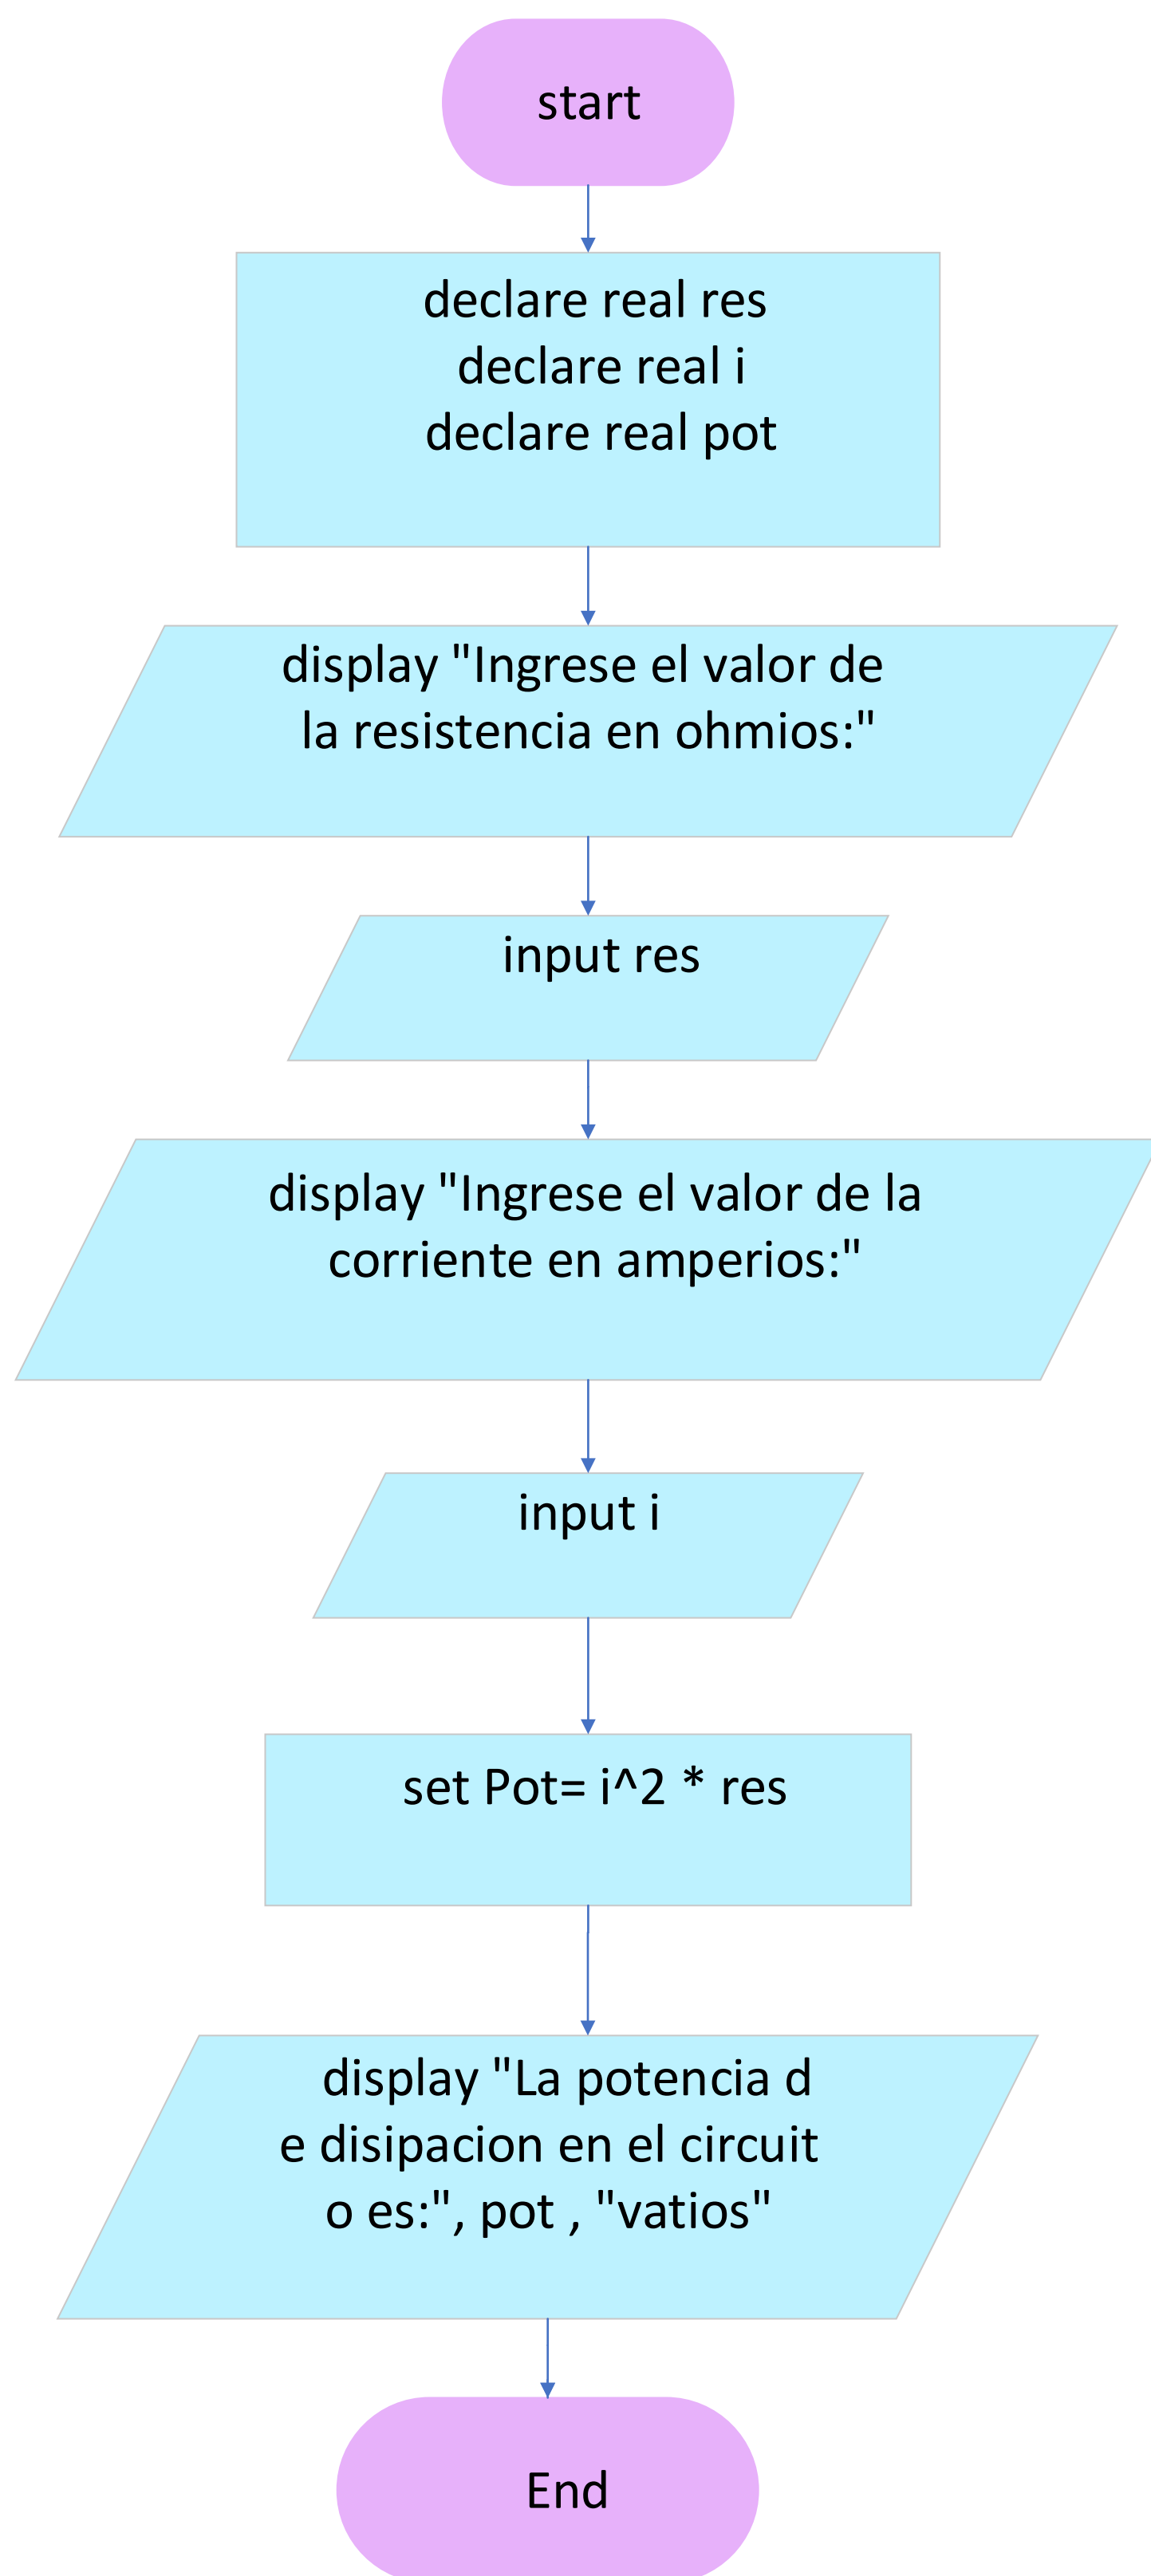 start
declare real res
declare real i
declare real pot
display "Ingrese el valor de
la resistencia en ohmios:"
input res
display "Ingrese el valor de la
corriente en amperios:"
input i
set Pot= i^2 * res
display "La potencia d
e disipacion en el circuit
o es:", pot , "vatios"
End